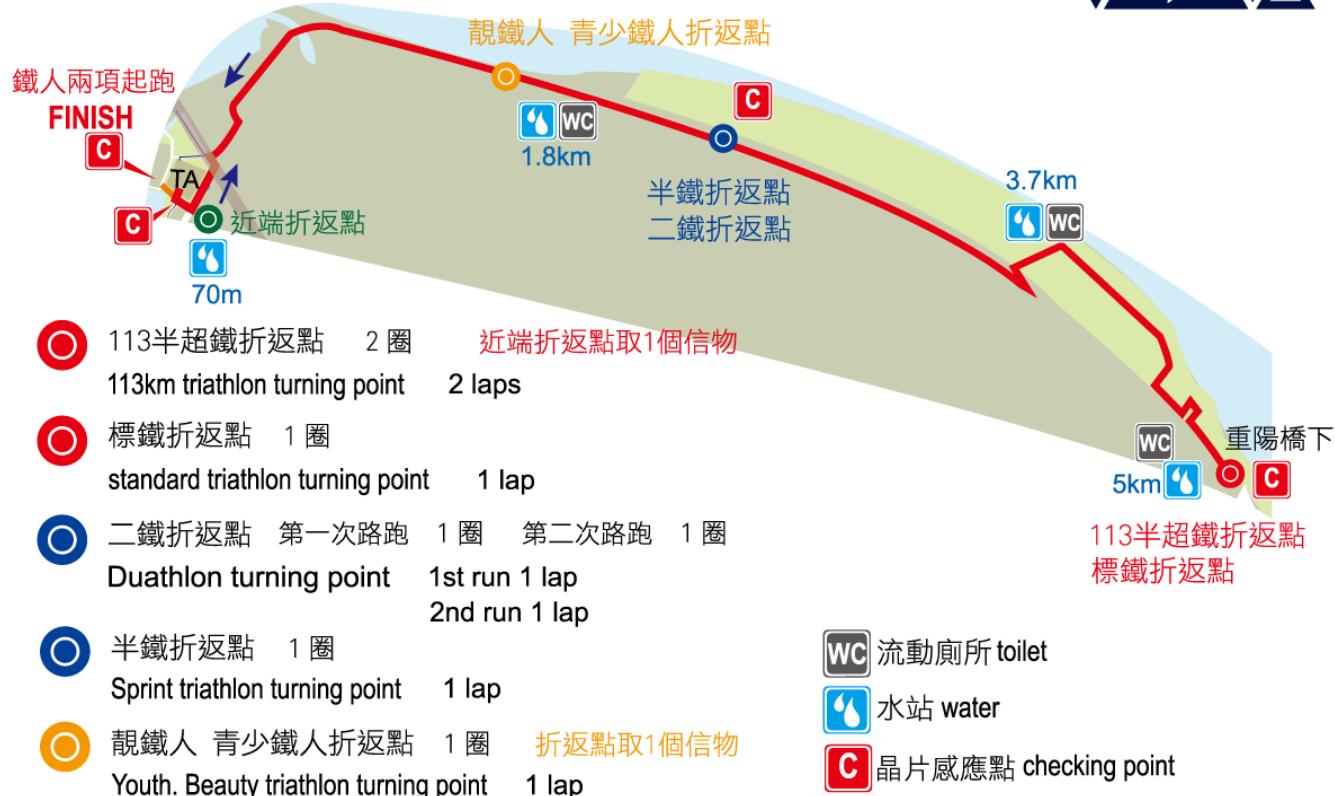 靚鐵人 青少鐵人折返點
鐵人兩項起跑
FINISH
C
C
WC
1.8km
半鐵折返點
二鐵折返點
3.7km
WC
TA
C
近端折返點
70m
WC
重陽橋下
5km
C
113半超鐵折返點
標鐵折返點
113半超鐵折返點 2 圈 近端折返點取1個信物
113km triathlon turning point 2 laps
標鐵折返點 1 圈
standard triathlon turning point 1 lap
二鐵折返點 第一次路跑 1 圈 第二次路跑 1 圈
Duathlon turning point 1st run 1 lap
2nd run 1 lap
半鐵折返點 1 圈
Sprint triathlon turning point 1 lap
靚鐵人 青少鐵人折返點 1 圈 折返點取1個信物
Youth. Beauty triathlon turning point 1 lap
WC 流動廁所 toilet
水站 water
C 晶片感應點 checking point